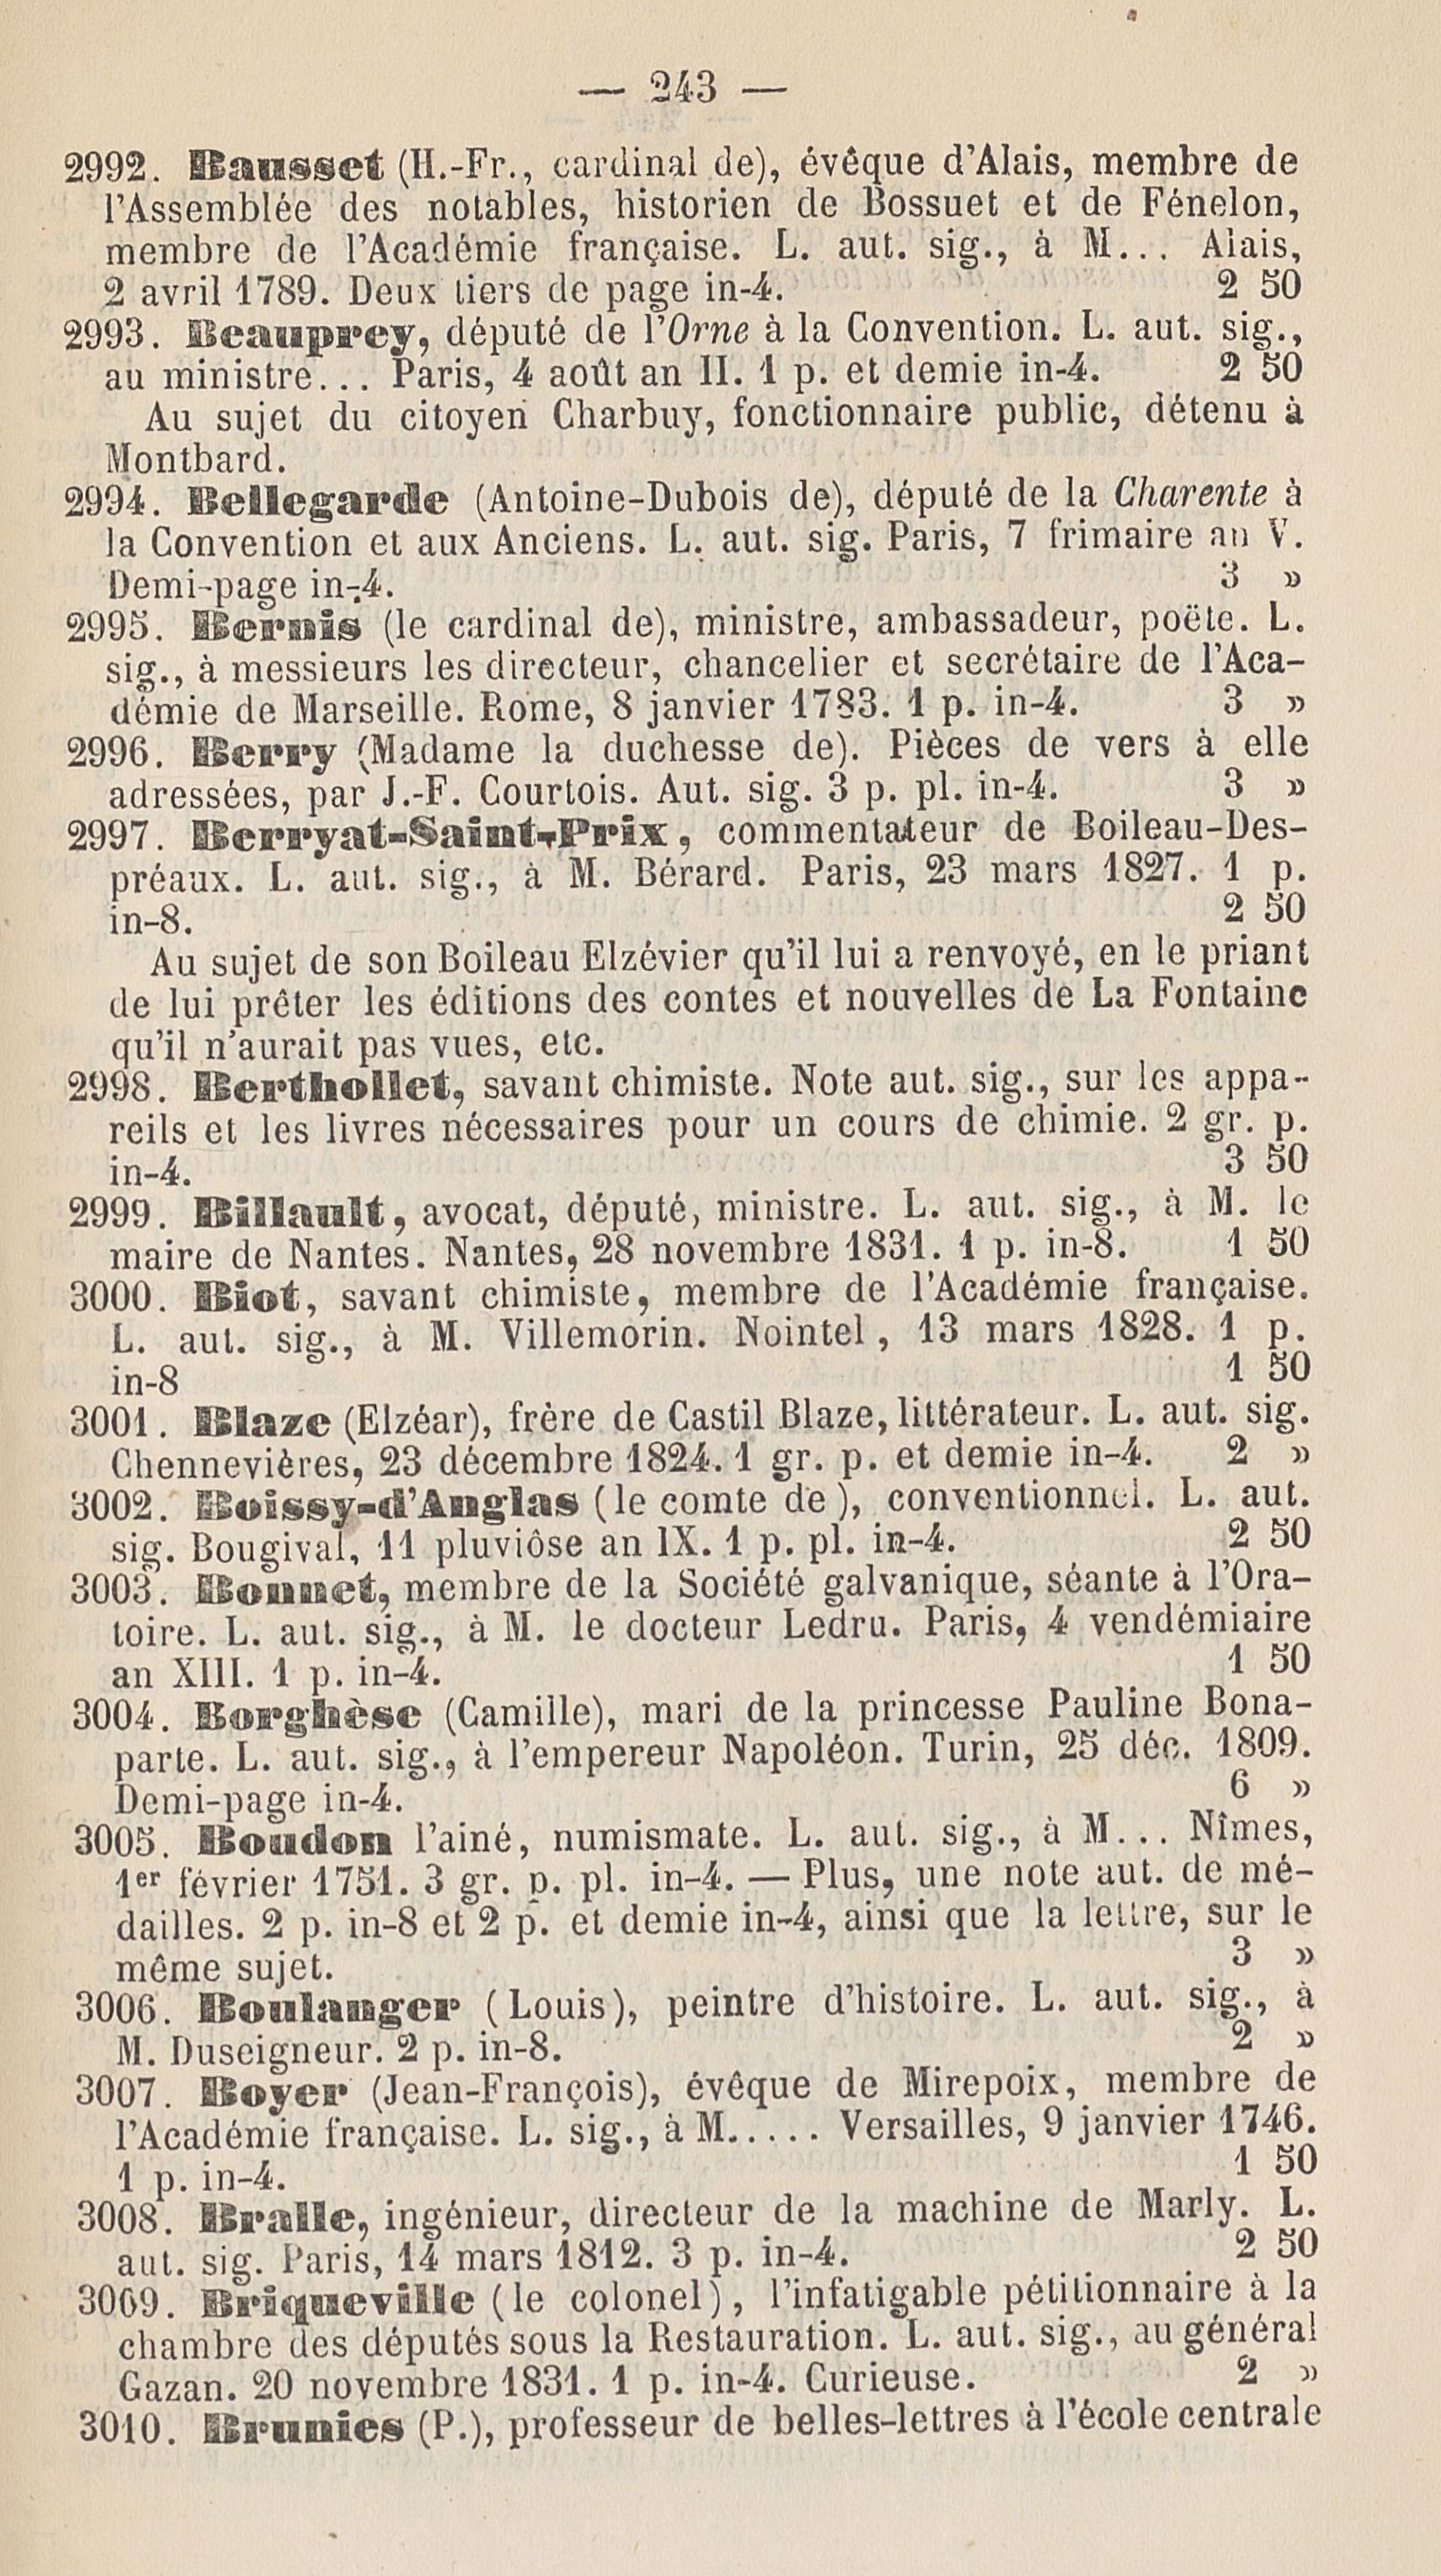 — 243 —
2992. Bausset (H.-Fr., cardinal de), évêque d'Alais, membre de
l'Assemblée des notables, historien de Bossuet et de Fénelon,
membre de l'Académie française. L. aut. sig., à M... Alais,
2 avril 1789. Deux tiers de page in-4. 2 50
2993. Beauprey, député de l'Orne à la Convention. L. aut. sig.,
au ministre... Paris, 4 août an II. 1 p. et demie in-4. 2 50
Au sujet du citoyen Charbuy, fonctionnaire public, détenu à
Montbard.
2994. Bellegarde (Antoine-Dubois de), député de la Charente à
la Convention et aux Anciens. L. aut. sig. Paris, 7 frimaire an V.
Demi-page in-4. 3 »
2995. Bernis (le cardinal de), ministre, ambassadeur, poëte. L.
sig., à messieurs les directeur, chancelier et secrétaire de l'Aca-
démie de Marseille. Rome, 8 janvier 1783. 1 p. in-4. 3 »
2996. Berry (Madame la duchesse de). Pièces de vers à elle
adressées, par J.-F. Courtois. Aut. sig. 3 p. pl. in-4. 3 »
2997. Berryat-Saint-Prix, commentateur de Boileau-Des-
préaux. L. aut. sig., à M. Bérard. Paris, 23 mars 1827. 1 p.
in-8. 2 50
Au sujet de son Boileau Elzévier qu'il lui a renvoyé, en le priant
de lui prêter les éditions des contes et nouvelles de La Fontaine
qu'il n'aurait pas vues, etc.
2998. Berthollet, savant chimiste. Note aut. sig., sur les appa-
reils et les livres nécessaires pour un cours de chimie. 2 gr. p.
in-4. 3 50
2999. Billault, avocat, député, ministre. L. aut. sig., à M. le
maire de Nantes. Nantes, 28 novembre 1831. 1 p. in-8. 1 50
3000. Biot, savant chimiste, membre de l'Académie française.
L. aut. sig., à M. Villemorin. Nointel, 13 mars 1828. 1 p.
in-8 1 50
3001. Blaze (Elzéar), frère de Castil Blaze, littérateur. L. aut. sig.
Chennevières, 23 décembre 1824. 1 gr. p. et demie in-4. 2 »
3002. Boissy-d'Anglas (le comte de), conventionnel. L. aut.
sig. Bougival, 11 pluviôse an IX. 1 p. pl. in-4. 2 50
3003. Bonnet, membre de la Société galvanique, séante à l'Ora-
toire. L. aut. sig., à M. le docteur Ledru. Paris, 4 vendémiaire
an XIII. 1 p. in-4. 1 50
3004. Borghèse (Camille), mari de la princesse Pauline Bona-
parte. L. aut. sig., à l'empereur Napoléon. Turin, 25 déc. 1809.
Demi-page in-4. 6 »
3005. Boudon l'ainé, numismate. L. aut. sig., à M... Nîmes,
1er février 1751. 3 gr. p. pl. in-4. — Plus, une note aut. de mé-
dailles. 2 p. in-8 et 2 p. et demie in-4, ainsi que la lettre, sur le
même sujet. 3 »
3006. Boulanger (Louis), peintre d'histoire. L. aut. sig., à
M. Duseigneur. 2 p. in-8. 2 »
3007. Boyer (Jean-François), évêque de Mirepoix, membre de
l'Académie française. L. sig., à M..... Versailles, 9 janvier 1746.
1 p. in-4. 1 50
3008. Bralle, ingénieur, directeur de la machine de Marly. L.
aut. sig. Paris, 14 mars 1812. 3 p. in-4. 2 50
3009. Briqueville (le colonel), l'infatigable pétitionnaire à la
chambre des députés sous la Restauration. L. aut. sig., au général
Gazan. 20 novembre 1831. 1 p. in-4. Curieuse. 2 »
3010. Brunies (P.), professeur de belles-lettres à l'école centrale